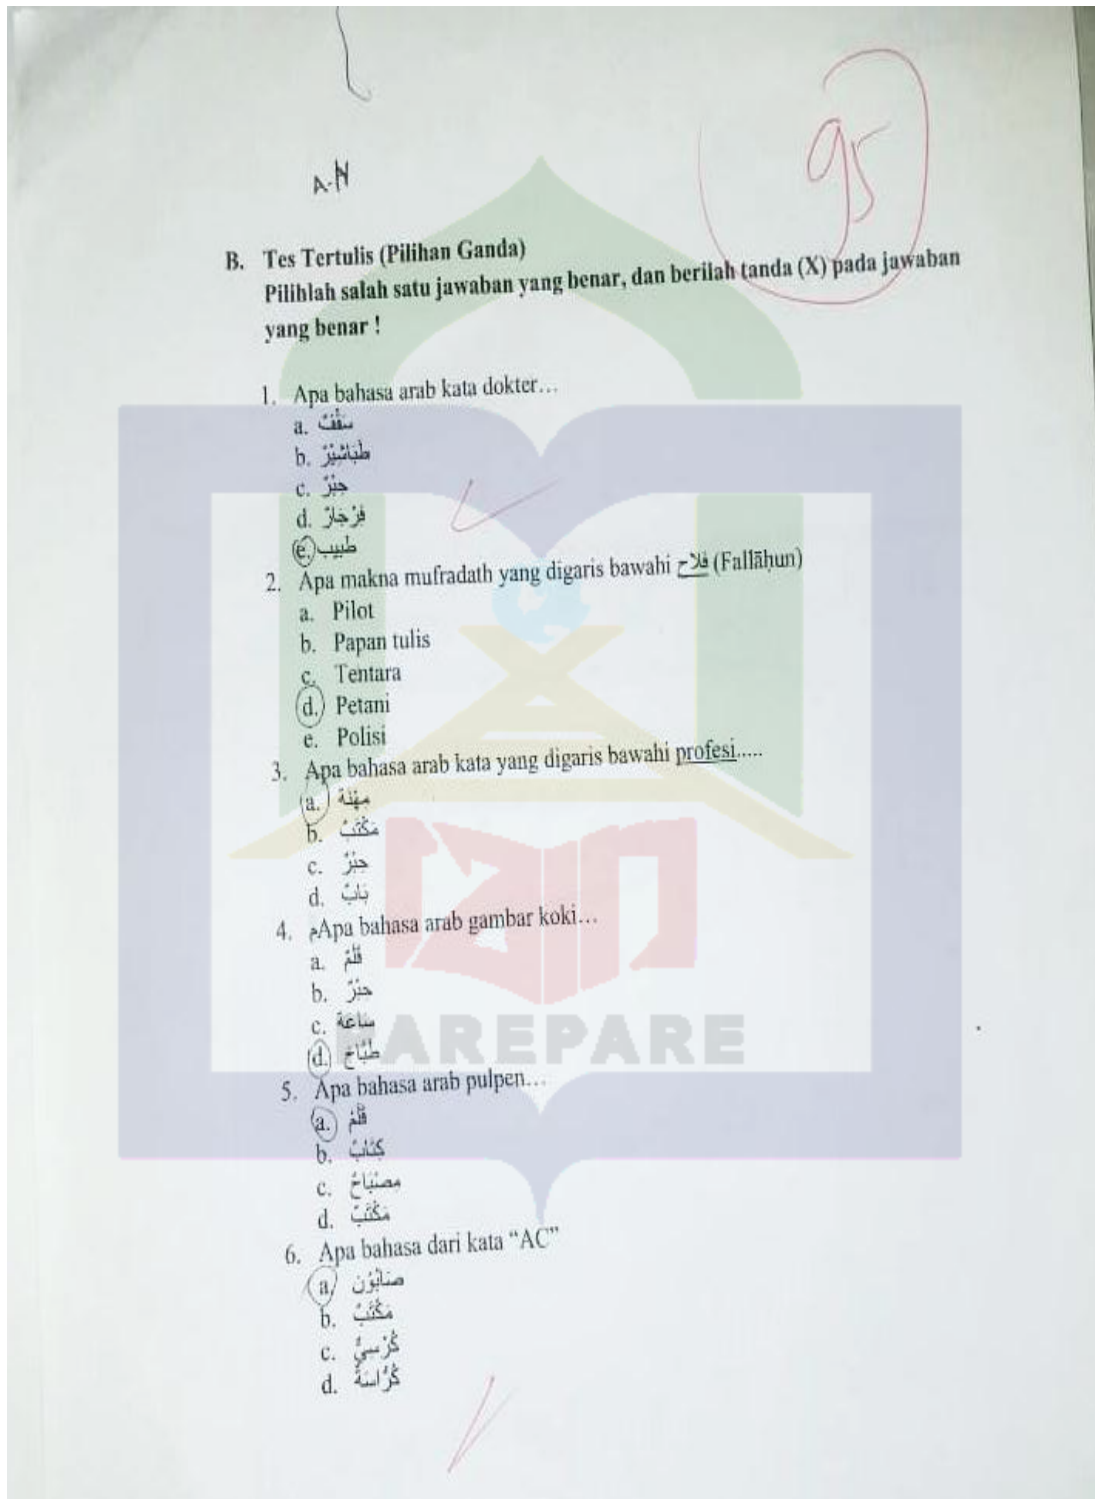 95
A.N
B. Tes Tertulis (Pilihan Ganda)
Pilihlah salah satu jawaban yang benar, dan berilah tanda (X) pada jawaban
yang benar !
1. Apa bahasa arab kata dokter…
a. سَقْفٌ
b. طَبَاشِيْرٌ
c. حِبْرٌ
d. فِرْجَارٌ
e. طبيب
2. Apa makna mufradath yang digaris bawahi فلاح (Fallāḥun)
a. Pilot
b. Papan tulis
c. Tentara
d. Petani
e. Polisi
3. Apa bahasa arab kata yang digaris bawahi profesi.....
a. مِهْنَة
b. مَكْتَبٌ
c. حِبْرٌ
d. بَابٌ
4. مApa bahasa arab gambar koki…
a. قَلَمٌ
b. حِبْرٌ
c. سَاعَة
d. طَبَّاخ
5. Apa bahasa arab pulpen…
a. قَلَمٌ
b. كِتَابٌ
c. مِصْبَاحٌ
d. مَكْتَبٌ
6. Apa bahasa dari kata “AC”
a. صَابُوْن
b. مَكْتَبٌ
c. كُرْسِيٌّ
d. كُرَّاسَةٌ
PAREPARE